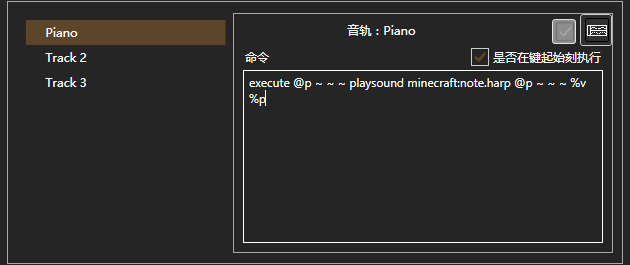 Piano
Track 2
Track 3
音轨：Piano
命令
是否在键起始刻执行
execute @p ~ ~ ~ playsound minecraft:note.harp @p ~ ~ ~ %v
%p